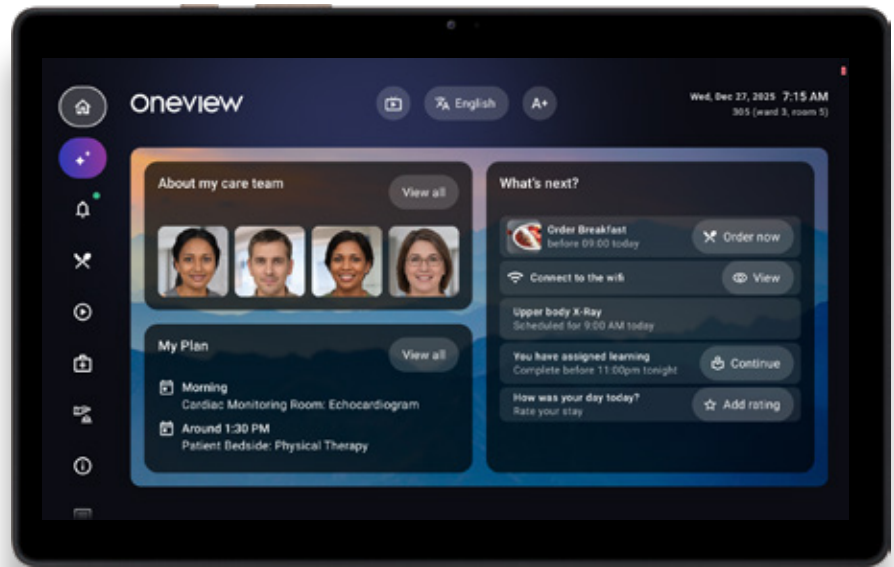 Oneview
English
A+
Wed, Dec 27, 2025 7:15 AM
305 (ward 3, room 5)
About my care team
View all
My Plan
View all
Morning
Cardiac Monitoring Room: Echocardiogram
Around 1:30 PM
Patient Bedside: Physical Therapy
What's next?
Order Breakfast
before 09:00 today
Order now
Connect to the wifi
View
Upper body X-Ray
Scheduled for 9:00 AM today
You have assigned learning
Complete before 11:00pm tonight
Continue
How was your day today?
Rate your stay
Add rating